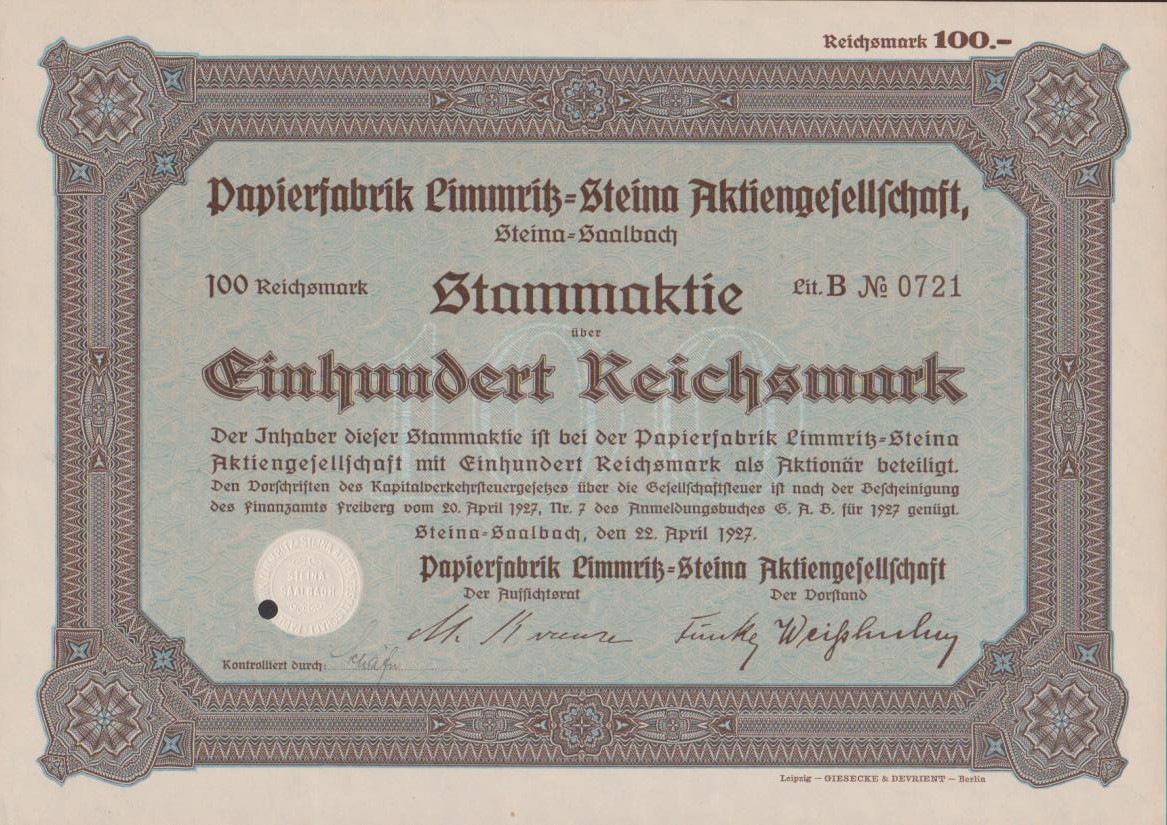 Reichsmark 100.–
Papierfabrik Limmritz=Steina Aktiengesellschaft,
Steina=Saalbach
100 Reichsmark Stammaktie Lit. B № 0721
über
Einhundert Reichsmark
Der Inhaber dieser Stammaktie ist bei der Papierfabrik Limmritz=Steina
Aktiengesellschaft mit Einhundert Reichsmark als Aktionär beteiligt.
Den Vorschriften des Kapitalverkehrsteuergesetzes über die Gesellschaftsteuer ist nach der Bescheinigung
des Finanzamts Freiberg vom 20. April 1927, Nr. 7 des Anmeldungsbuches G. A. B. für 1927 genügt.
Steina=Saalbach, den 22. April 1927.
Papierfabrik Limmritz=Steina Aktiengesellschaft
Der Aufsichtsrat Der Vorstand
STEINA
SAALBACH
Krause Funke
Kontrolliert durch:
Leipzig — GIESECKE & DEVRIENT — Berlin